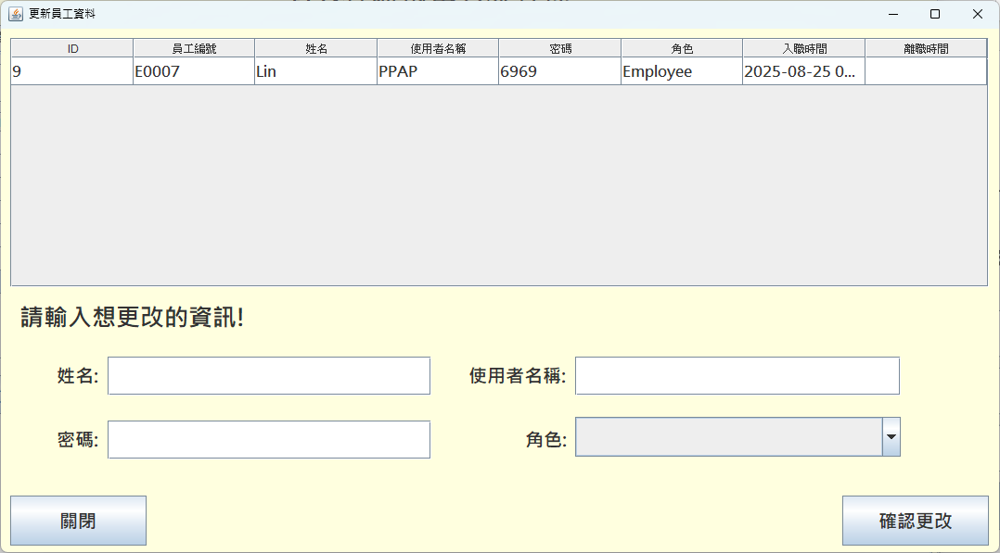 更新員工資料
ID 員工編號 姓名 使用者名稱 密碼 角色 入職時間 離職時間
9 E0007 Lin PPAP 6969 Employee 2025-08-25 0...
請輸入想更改的資訊!
姓名: 使用者名稱:
密碼: 角色:
關閉 確認更改